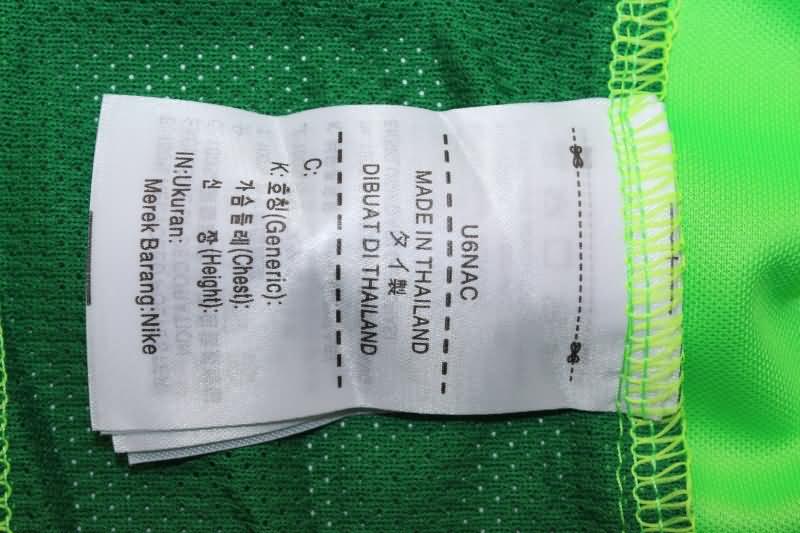 U6NAC
MADE IN THAILAND
タイ製
DIBUAT DI THAILAND
C:
K: 호칭(Generic):
가슴둘레(Chest):
신 장(Height):
IN:Ukuran:
Merek Barang:Nike